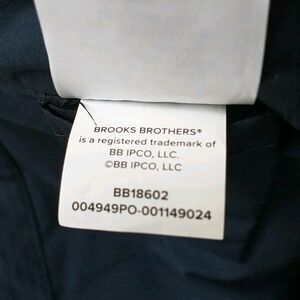 BROOKS BROTHERS®
is a registered trademark of
BB IPCO, LLC.
©BB IPCO, LLC
BB18602
004949PO-001149024